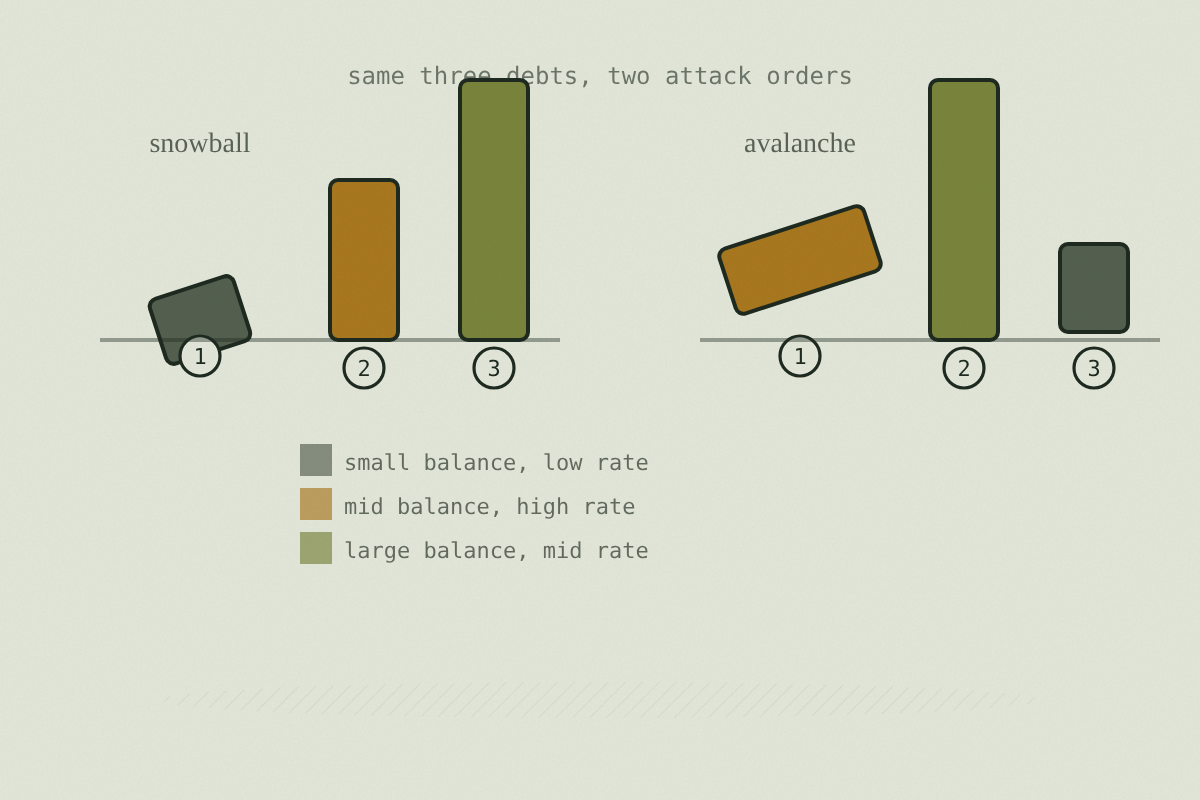 same three debts, two attack orders
snowball
avalanche
1
2
3
1
2
3
small balance, low rate
mid balance, high rate
large balance, mid rate